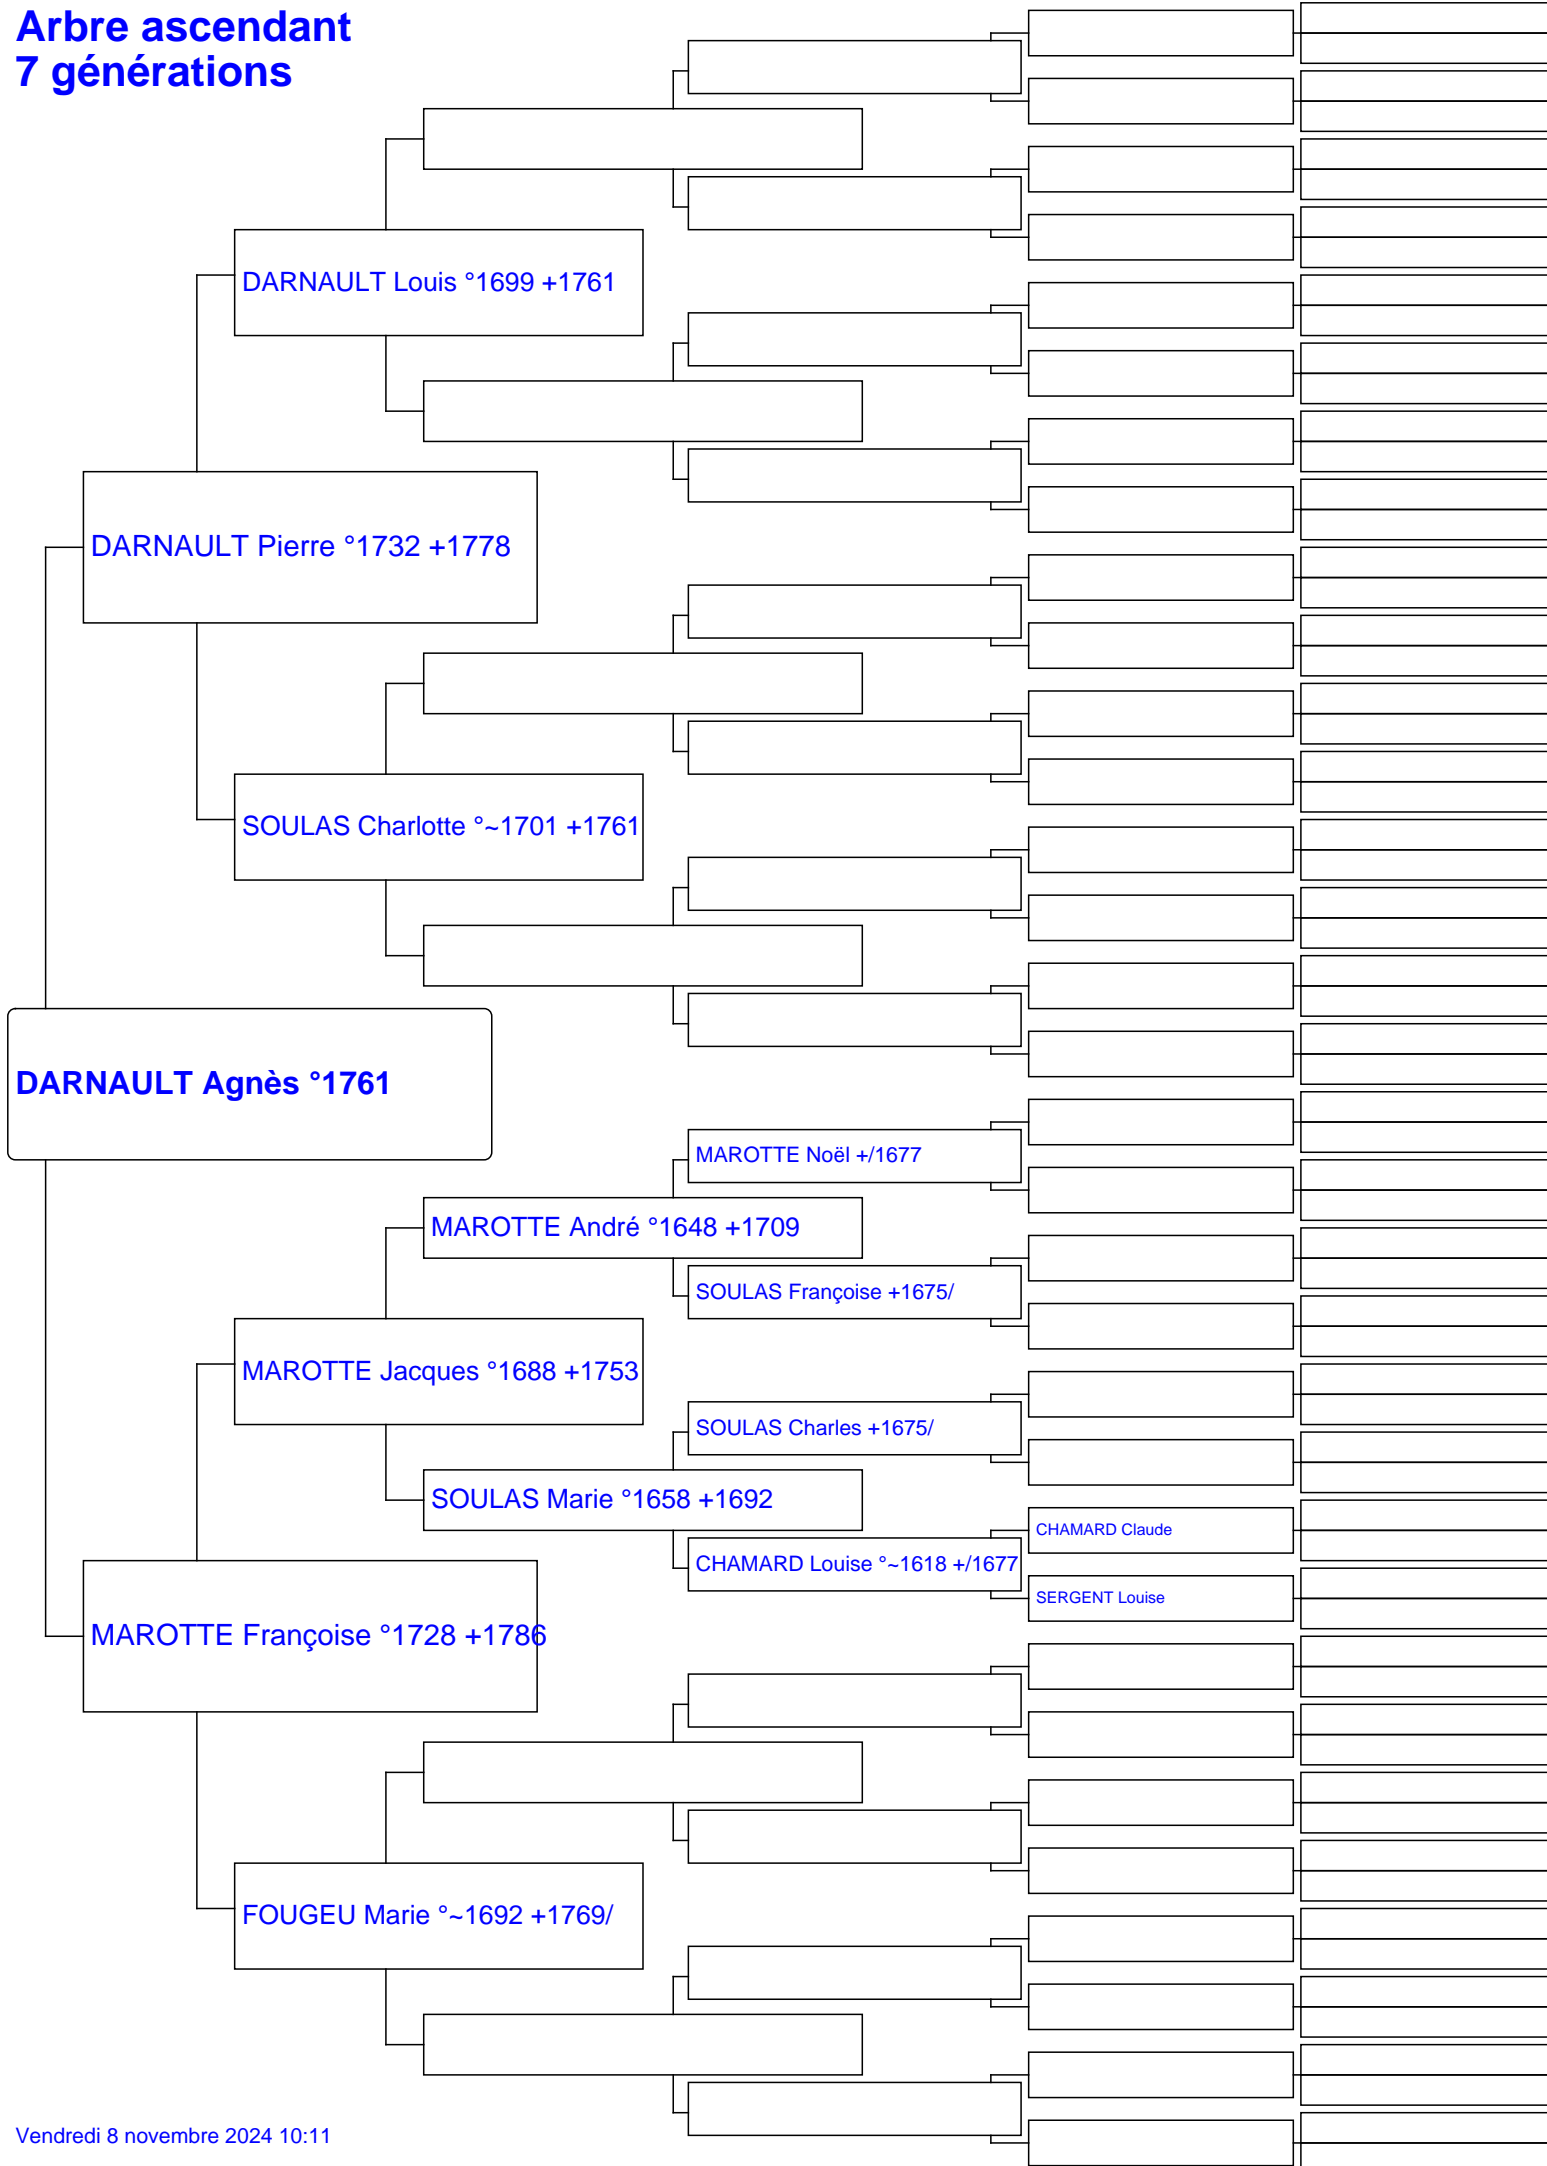 Arbre ascendant
7 générations
DARNAULT Louis °1699 +1761
DARNAULT Pierre °1732 +1778
SOULAS Charlotte °~1701 +1761
DARNAULT Agnès °1761
MAROTTE Noël +/1677
MAROTTE André °1648 +1709
SOULAS Françoise +1675/
MAROTTE Jacques °1688 +1753
SOULAS Charles +1675/
SOULAS Marie °1658 +1692
CHAMARD Claude
CHAMARD Louise °~1618 +/1677
SERGENT Louise
MAROTTE Françoise °1728 +1786
FOUGEU Marie °~1692 +1769/
Vendredi 8 novembre 2024 10:11